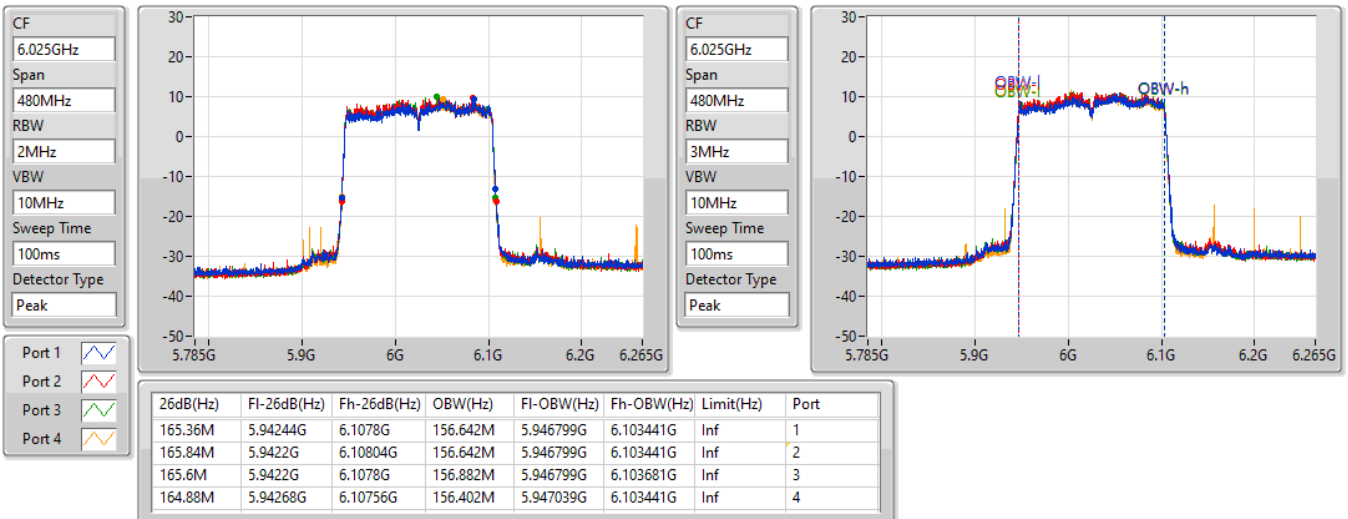 CF
6.025GHz
Span
480MHz
RBW
2MHz
VBW
10MHz
Sweep Time
100ms
Detector Type
Peak
30
20
10
0
-10
-20
-30
-40
-50
5.785G 5.9G 6G 6.1G 6.2G 6.265G
CF
6.025GHz
Span
480MHz
RBW
3MHz
VBW
10MHz
Sweep Time
100ms
Detector Type
Peak
30
20
10
0
-10
-20
-30
-40
-50
OBW-l
OBW-l
OBW-h
5.785G 5.9G 6G 6.1G 6.2G 6.265G
Port 1
Port 2
Port 3
Port 4
26dB(Hz) Fl-26dB(Hz) Fh-26dB(Hz) OBW(Hz) Fl-OBW(Hz) Fh-OBW(Hz) Limit(Hz) Port
165.36M 5.94244G 6.1078G 156.642M 5.946799G 6.103441G Inf 1
165.84M 5.9422G 6.10804G 156.642M 5.946799G 6.103441G Inf 2
165.6M 5.9422G 6.1078G 156.882M 5.946799G 6.103681G Inf 3
164.88M 5.94268G 6.10756G 156.402M 5.947039G 6.103441G Inf 4